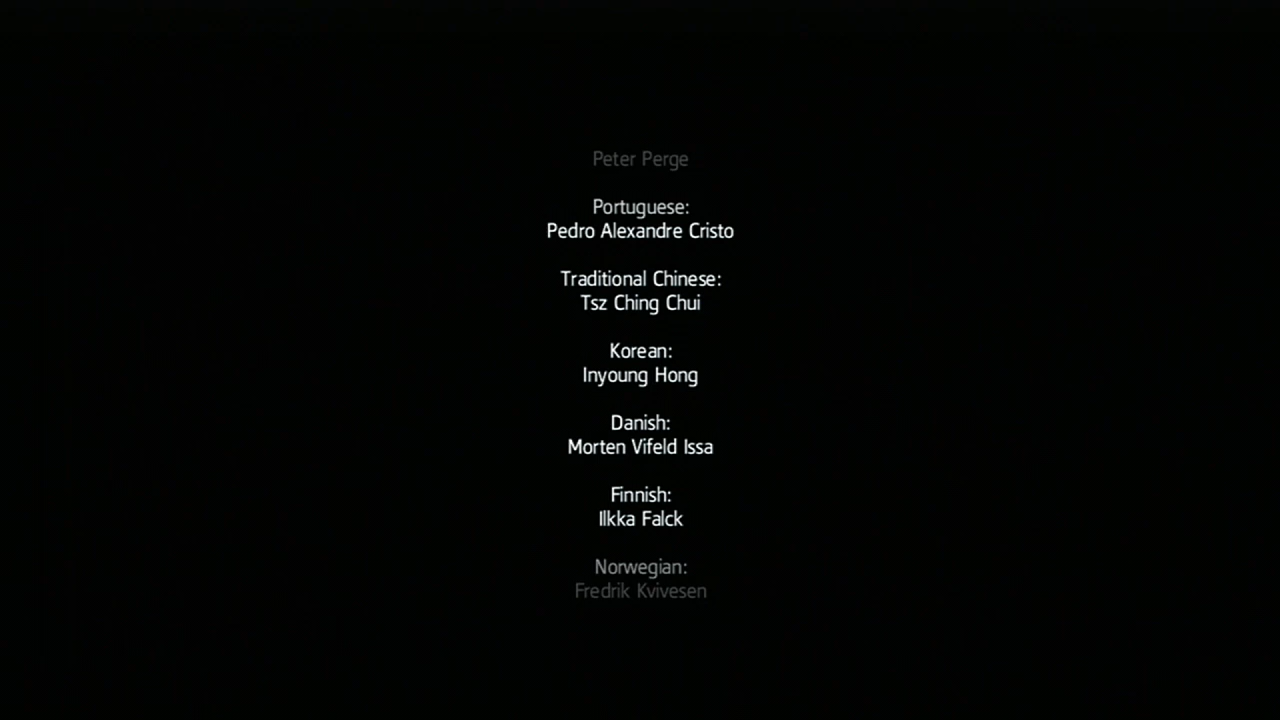 Peter Perge
Portuguese:
Pedro Alexandre Cristo
Traditional Chinese:
Tsz Ching Chui
Korean:
Inyoung Hong
Danish:
Morten Vifeld Issa
Finnish:
Ilkka Falck
Norwegian:
Fredrik Kvivesen